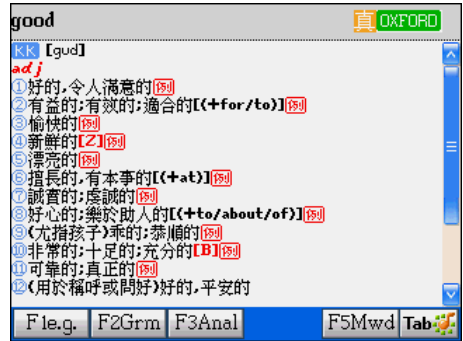 good 真 OXFORD
KK [gud]
adj
①好的,令人滿意的例
②有益的;有效的;適合的[(+for/to)]例
③愉快的例
④新鮮的[Z]例
⑤漂亮的例
⑥擅長的,有本事的[(+at)]例
⑦誠實的;虔誠的例
⑧好心的;樂於助人的[(+to/about/of)]例
⑨(尤指孩子)乖的;恭順的例
⑩非常的;十足的;充分的[B]例
⑪可靠的;真正的例
⑫(用於稱呼或問好)好的,平安的
F1e.g. F2Grm F3Anal F5Mwd Tab